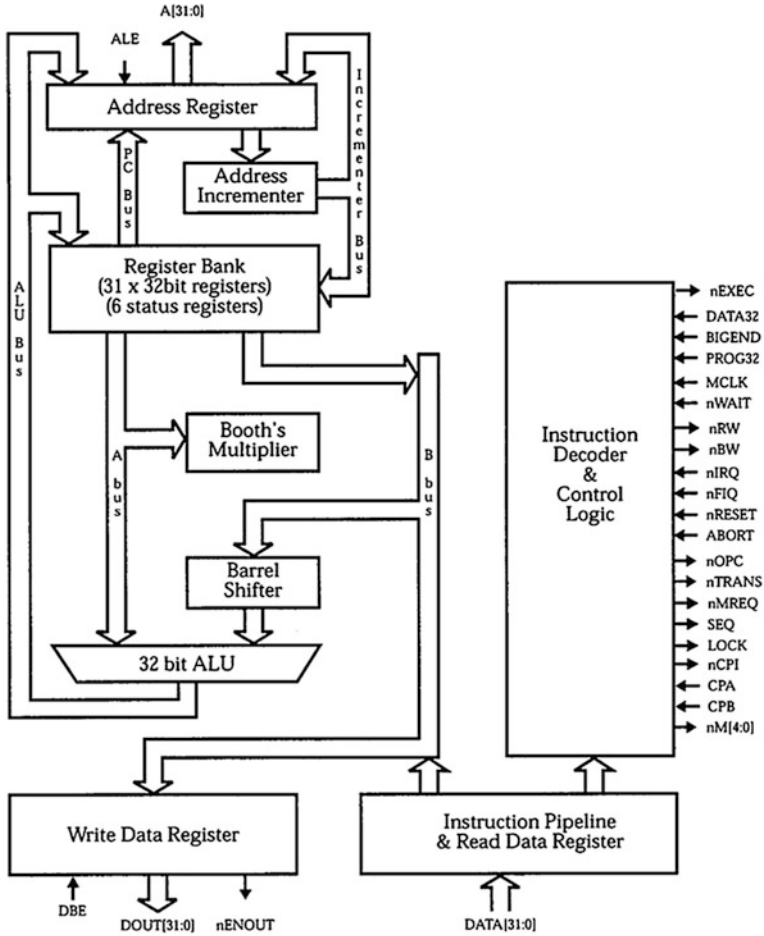 A[31:0]
ALE
Address Register
Incrementer Bus
PC Bus
Address
Incrementer
Register Bank
(31 x 32bit registers)
(6 status registers)
ALU Bus
A bus
Booth's
Multiplier
B bus
Barrel
Shifter
32 bit ALU
Instruction
Decoder
&
Control
Logic
nEXEC
DATA32
BIGEND
PROG32
MCLK
nWAIT
nRW
nBW
nIRQ
nFIQ
nRESET
ABORT
nOPC
nTRANS
nMREQ
SEQ
LOCK
nCPI
CPA
CPB
nM[4:0]
Write Data Register
Instruction Pipeline
& Read Data Register
DBE
DOUT[31:0]
nENOUT
DATA[31:0]